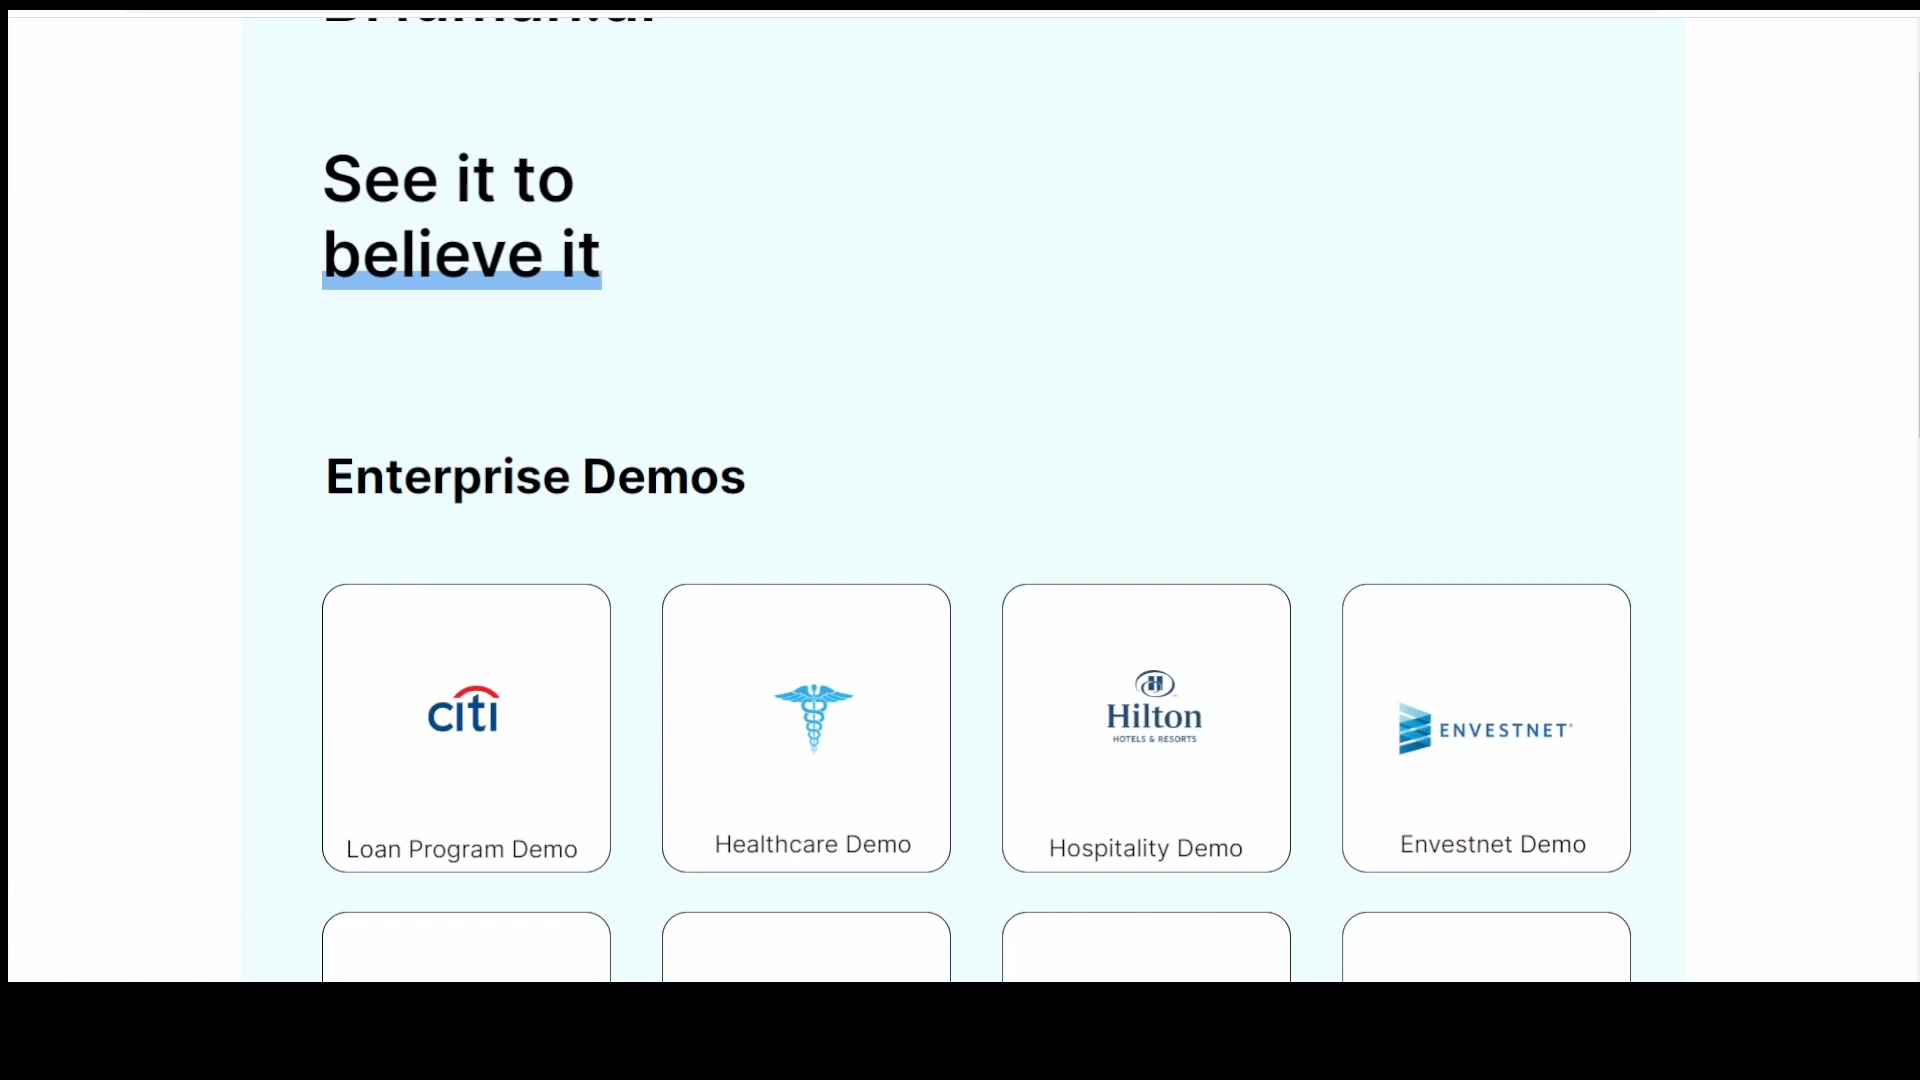 See it to
believe it
Enterprise Demos
citi
Hilton
HOTELS & RESORTS
ENVESTNET
Loan Program Demo
Healthcare Demo
Hospitality Demo
Envestnet Demo